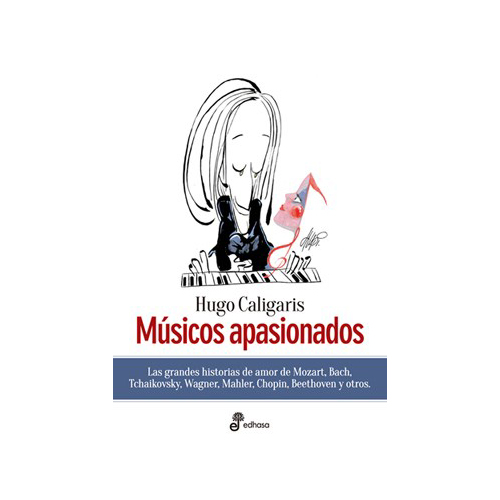 Hugo Caligaris
Músicos apasionados
Las grandes historias de amor de Mozart, Bach,
Tchaikovsky, Wagner, Mahler, Chopin, Beethoven y otros.
edhasa